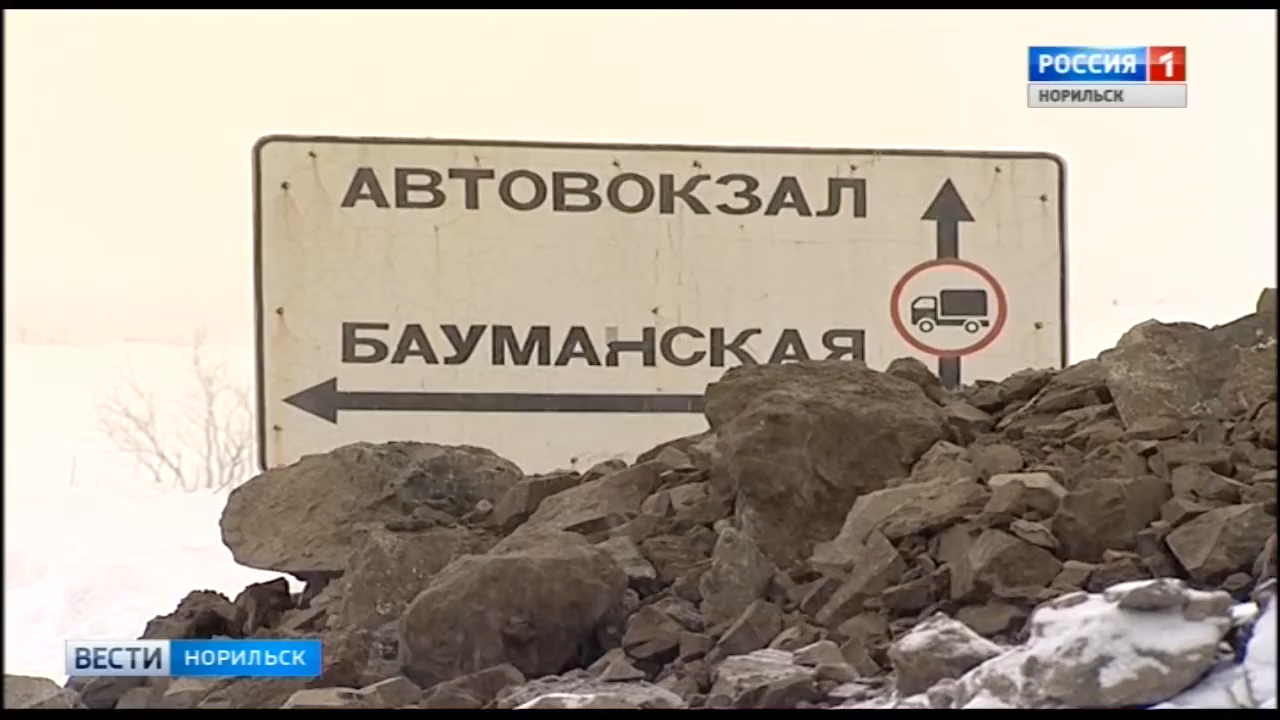 РОССИЯ 1
НОРИЛЬСК
АВТОВОКЗАЛ
БАУМАНСКАЯ
ВЕСТИ НОРИЛЬСК